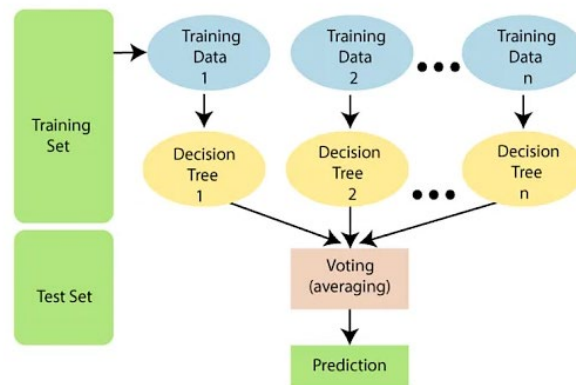 Training
Set
Test Set
Training
Data
1
Training
Data
2
Training
Data
n
Decision
Tree
1
Decision
Tree
2
Decision
Tree
n
Voting
(averaging)
Prediction